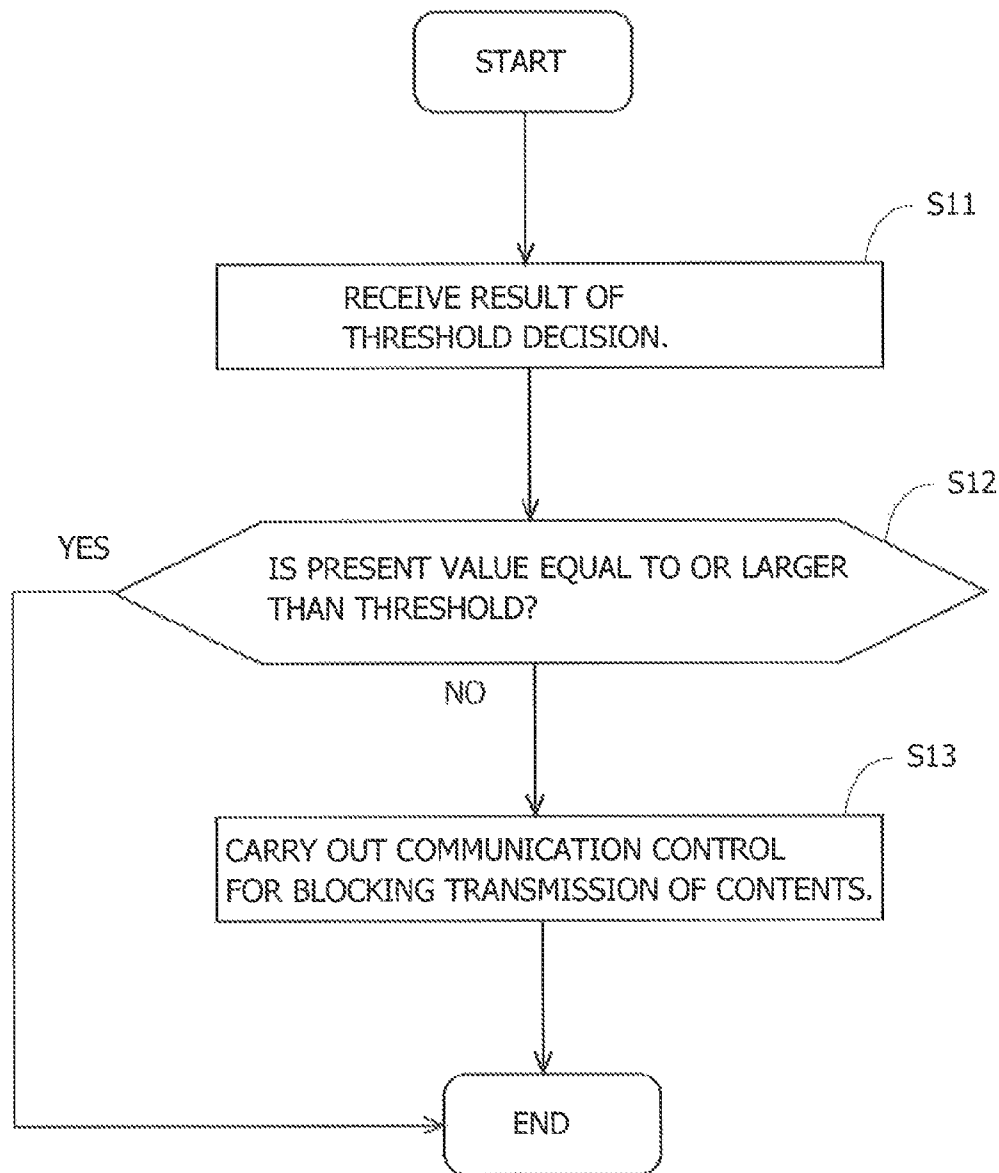 START
S11
RECEIVE RESULT OF
THRESHOLD DECISION.
S12
YES
IS PRESENT VALUE EQUAL TO OR LARGER
THAN THRESHOLD?
NO
S13
CARRY OUT COMMUNICATION CONTROL
FOR BLOCKING TRANSMISSION OF CONTENTS.
END